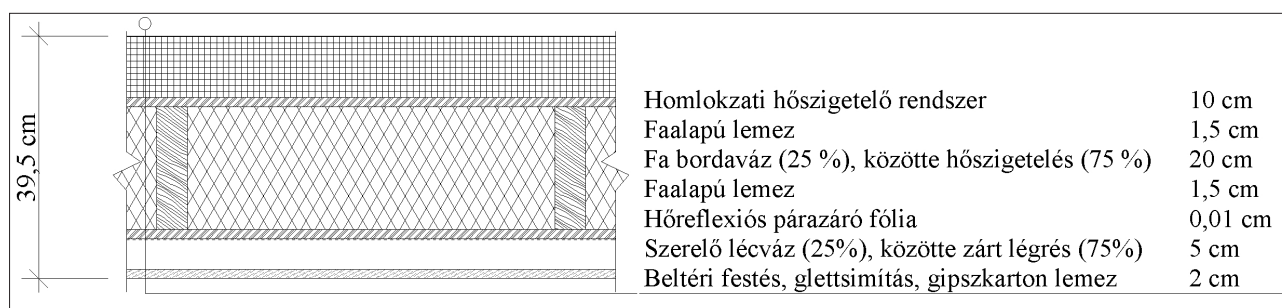 39,5 cm
Homlokzati hőszigetelő rendszer 10 cm
Faalapú lemez 1,5 cm
Fa bordaváz (25 %), közötte hőszigetelés (75 %) 20 cm
Faalapú lemez 1,5 cm
Hőreflexiós párazáró fólia 0,01 cm
Szerelő lécváz (25%), közötte zárt légrés (75%) 5 cm
Beltéri festés, glettsimítás, gipszkarton lemez 2 cm